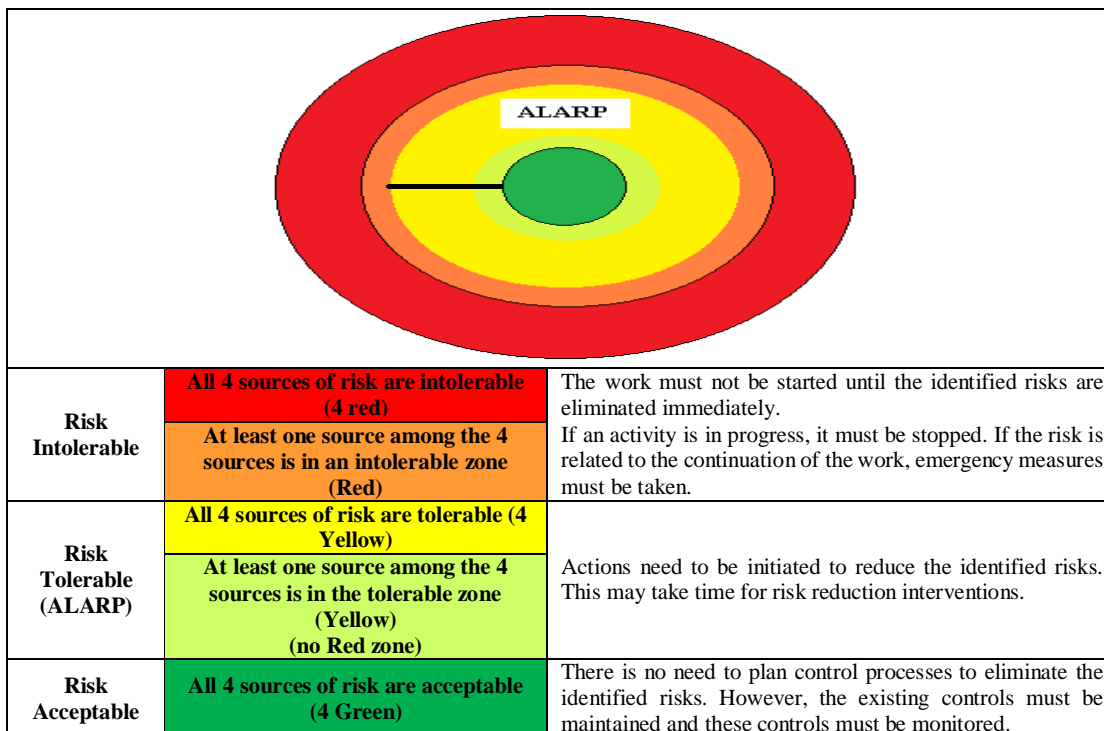 ALARP
Risk
Intolerable
All 4 sources of risk are intolerable
(4 red)
At least one source among the 4
sources is in an intolerable zone
(Red)
The work must not be started until the identified risks are
eliminated immediately.
If an activity is in progress, it must be stopped. If the risk is
related to the continuation of the work, emergency measures
must be taken.
Risk
Tolerable
(ALARP)
All 4 sources of risk are tolerable (4
Yellow)
At least one source among the 4
sources is in the tolerable zone
(Yellow)
(no Red zone)
Actions need to be initiated to reduce the identified risks.
This may take time for risk reduction interventions.
Risk
Acceptable
All 4 sources of risk are acceptable
(4 Green)
There is no need to plan control processes to eliminate the
identified risks. However, the existing controls must be
maintained and these controls must be monitored.